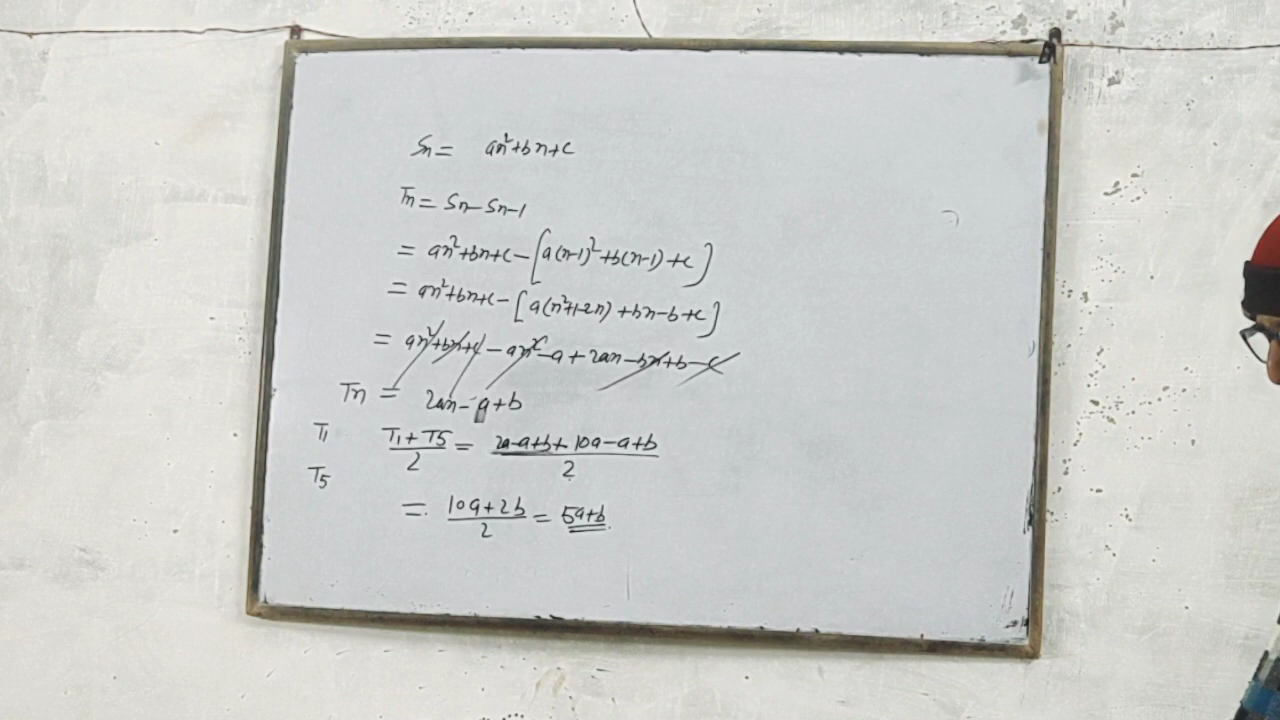 Sn = an²+bn+c
Tn = Sn-Sn-1
= an²+bn+c-[a(n-1)²+b(n-1)+c]
= an²+bn+c-[a(n²+1-2n)+bn-b+c]
= an²+bn+c-an²-a+2an-bn+b-c
Tn = 2an-a+b
T1 (T1+T5)/2 = (2a-a+b+10a-a+b)/2
T5
= (10a+2b)/2 = 5a+b